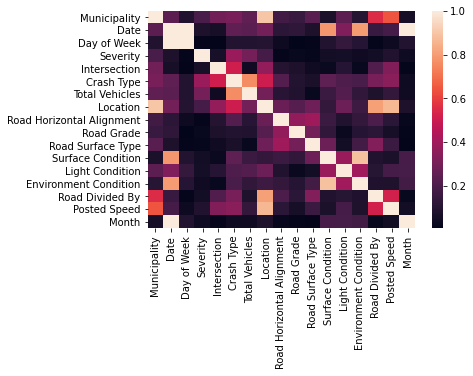 Municipality
Date
Day of Week
Severity
Intersection
Crash Type
Total Vehicles
Location
Road Horizontal Alignment
Road Grade
Road Surface Type
Surface Condition
Light Condition
Environment Condition
Road Divided By
Posted Speed
Month
Municipality
Date
Day of Week
Severity
Intersection
Crash Type
Total Vehicles
Location
Road Horizontal Alignment
Road Grade
Road Surface Type
Surface Condition
Light Condition
Environment Condition
Road Divided By
Posted Speed
Month
1.0
0.8
0.6
0.4
0.2